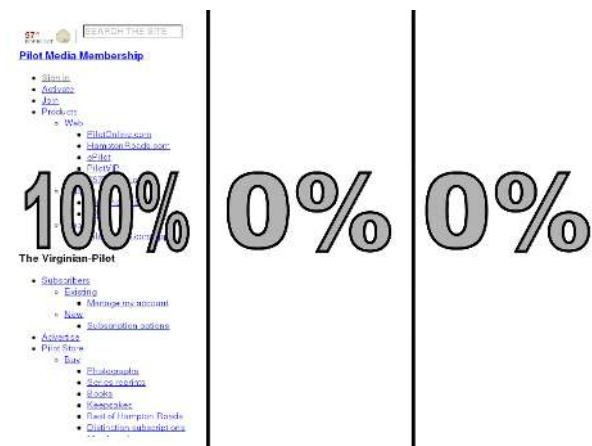 97°
SEARCH THE SITE
Pilot Media Membership
Sign in
Activate
Join
Products
Web
PilotOnline.com
HamptonRoads.com
ePilot
PilotVIP
100% 0% 0%
The Virginian-Pilot
Subscribers
Existing
Manage my account
New
Subscription options
Advertise
Pilot Store
Buy
Photographs
Series reprints
Books
Keepsakes
Best of Hampton Roads
Distinction subscriptions